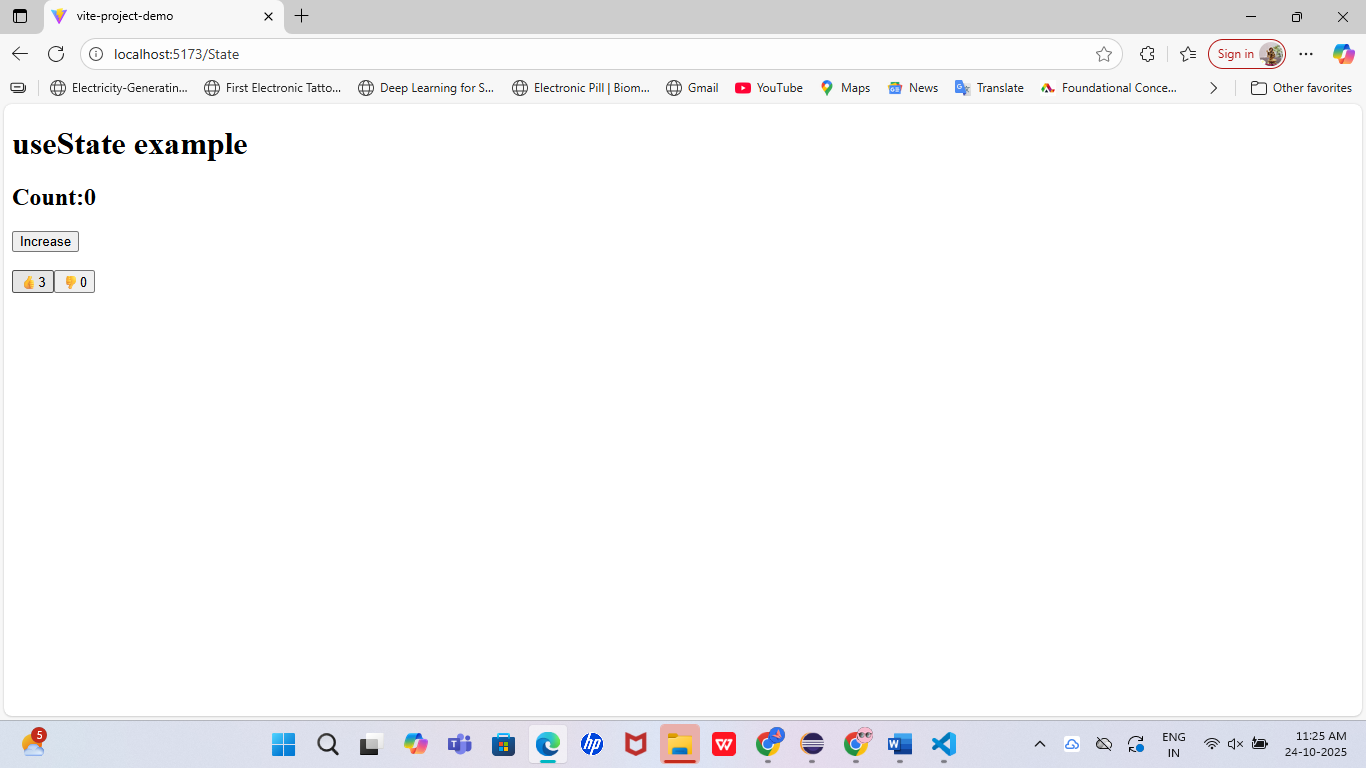 vite-project-demo
localhost:5173/State
Sign in
Electricity-Generatin...
First Electronic Tatto...
Deep Learning for S...
Electronic Pill | Biom...
Gmail
YouTube
Maps
News
Translate
Foundational Conce...
Other favorites
useState example
Count:0
Increase
👍 3
👎 0
5
ENG
IN
11:25 AM
24-10-2025